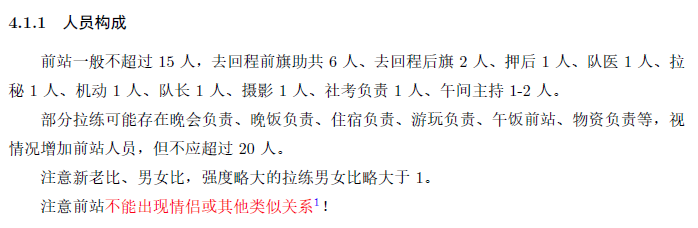 4.1.1 人员构成
前站一般不超过 15 人，去回程前旗助共 6 人、去回程后旗 2 人、押后 1 人、队医 1 人、拉
秘 1 人、机动 1 人、队长 1 人、摄影 1 人、社考负责 1 人、午间主持 1-2 人。
部分拉练可能存在晚会负责、晚饭负责、住宿负责、游玩负责、午饭前站、物资负责等，视
情况增加前站人员，但不应超过 20 人。
注意新老比、男女比，强度略大的拉练男女比略大于 1。
注意前站不能出现情侣或其他类似关系1！